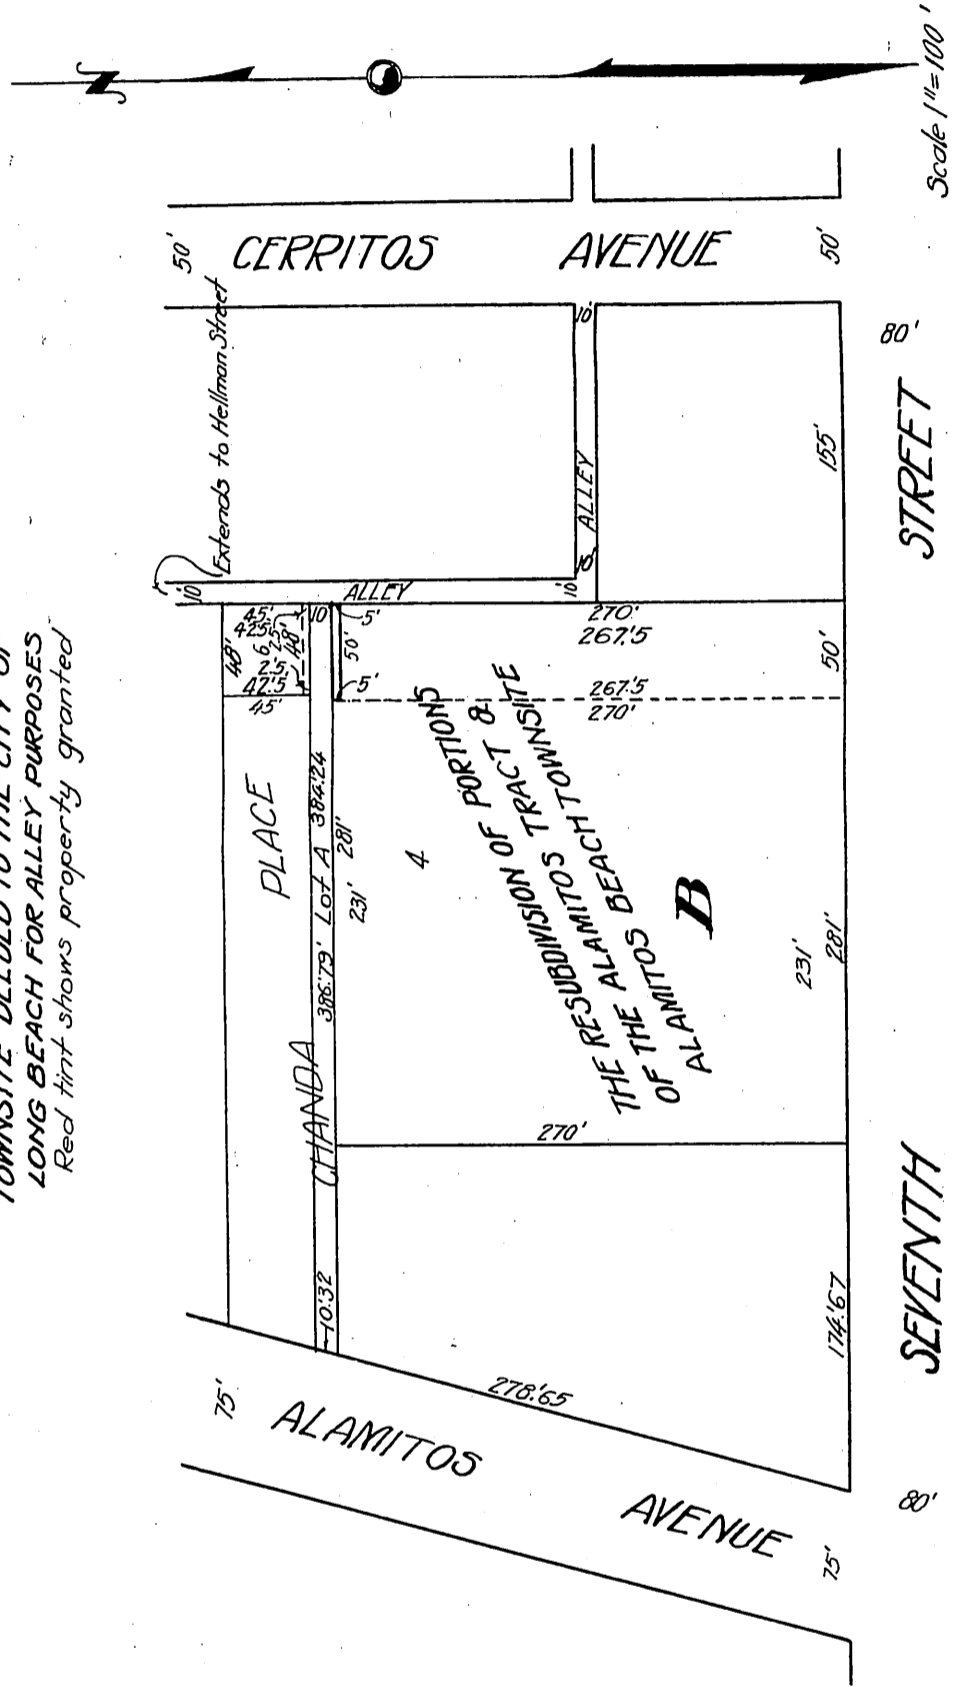 TOWNSITE DEEDED TO THE CITY OF
LONG BEACH FOR ALLEY PURPOSES
Red tint shows property granted
N
Scale 1"=100'
50'
CERRITOS AVENUE
50'
Extends to Hellman Street
10'
80'
10'
ALLEY
10'
155'
STREET
10'
ALLEY
10'
45'
42.5'
6
2.5'
48'
48'
2.5'
42.5'
45'
10'
5'
50'
5'
270'
267.5
267.5
270'
50'
PLACE
386.79' Lot A 384.24
281'
231'
4
THE RESUBDIVISION OF PORTIONS
OF THE ALAMITOS TRACT &
ALAMITOS BEACH TOWNSITE
B
231'
281'
CHANDA
270'
10.32
174.67
SEVENTH
278.65
75'
ALAMITOS AVENUE
75'
80'